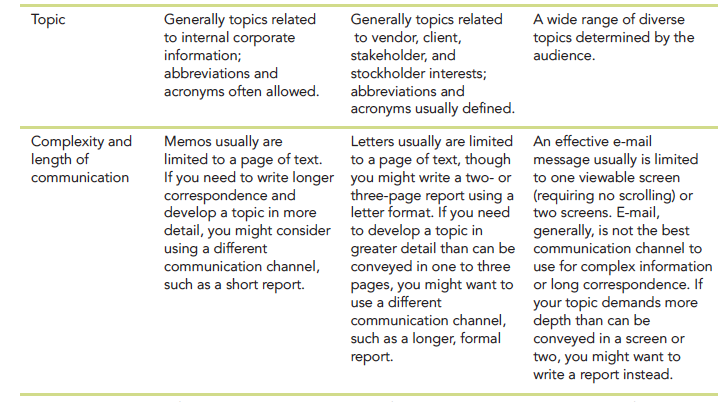 Topic
Generally topics related
to internal corporate
information;
abbreviations and
acronyms often allowed.
Generally topics related
to vendor, client,
stakeholder, and
stockholder interests;
abbreviations and
acronyms usually defined.
A wide range of diverse
topics determined by the
audience.
Complexity and
length of
communication
Memos usually are
limited to a page of text.
If you need to write longer
correspondence and
develop a topic in more
detail, you might consider
using a different
communication channel,
such as a short report.
Letters usually are limited
to a page of text, though
you might write a two- or
three-page report using a
letter format. If you need
to develop a topic in
greater detail than can be
conveyed in one to three
pages, you might want to
use a different
communication channel,
such as a longer, formal
report.
An effective e-mail
message usually is limited
to one viewable screen
(requiring no scrolling) or
two screens. E-mail,
generally, is not the best
communication channel to
use for complex information
or long correspondence. If
your topic demands more
depth than can be
conveyed in a screen or
two, you might want to
write a report instead.